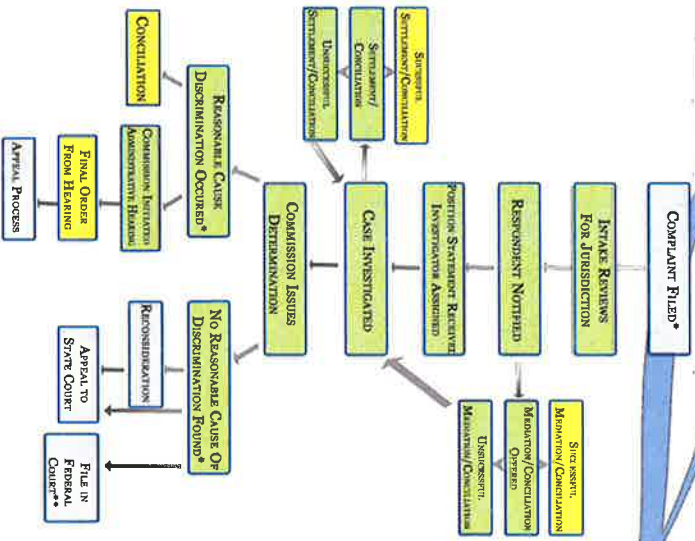 COMPLAINT FILED*
INTAKE REVIEWS
FOR JURISDICTION
RESPONDENT NOTIFIED
SUCCESSFUL
MEDIATION/CONCILIATION
MEDIATION/CONCILIATION
OFFERED
UNSUCCESSFUL
MEDIATION/CONCILIATION
POSITION STATEMENT RECEIVED
INVESTIGATOR ASSIGNED
CASE INVESTIGATED
SUCCESSFUL
SETTLEMENT/CONCILIATION
SETTLEMENT/
CONCILIATION
UNSUCCESSFUL
SETTLEMENT/CONCILIATION
COMMISSION ISSUES
DETERMINATION
REASONABLE CAUSE
DISCRIMINATION OCCURED*
CONCILIATION
COMMISSION INITIATED
ADMINISTRATIVE HEARING
FINAL ORDER
FROM HEARING
APPEAL PROCESS
NO REASONABLE CAUSE OF
DISCRIMINATION FOUND*
RECONSIDERATION
APPEAL TO
STATE COURT
FILE IN
FEDERAL
COURT**